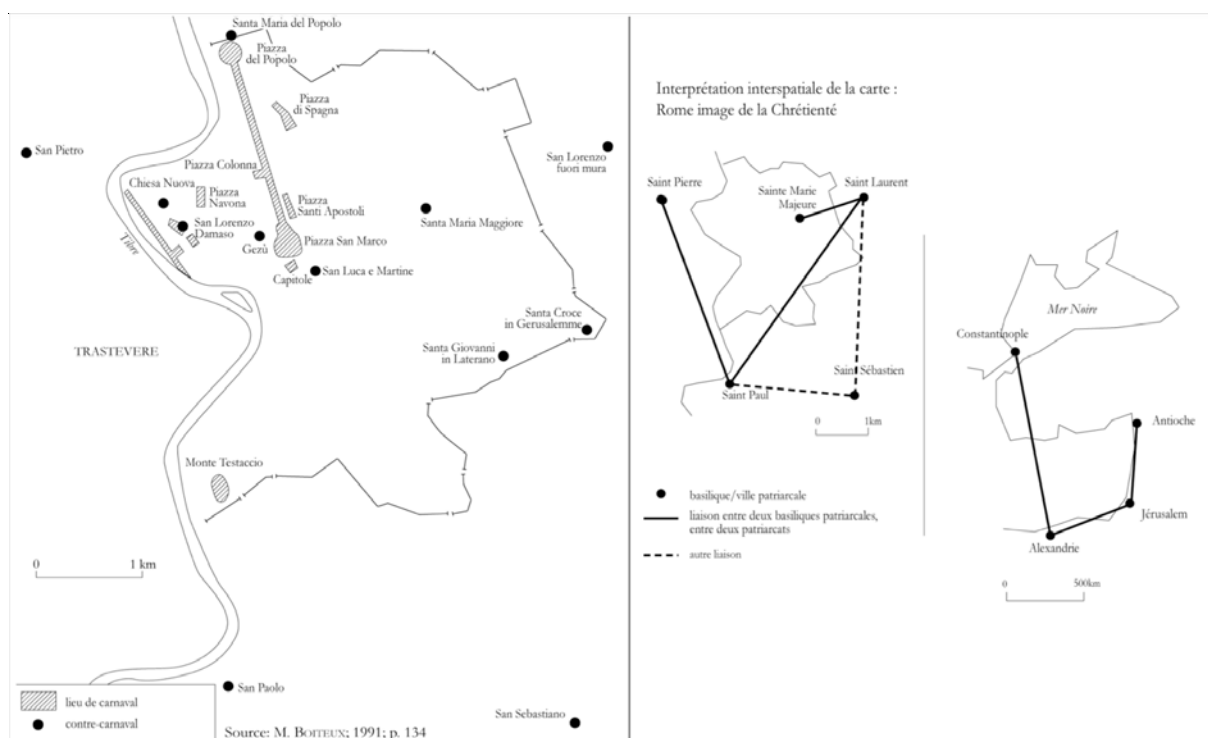 Santa Maria del Popolo
Piazza
del Popolo
Piazza
di Spagna
San Pietro
San Lorenzo
fuori mura
Piazza Colonna
Chiesa Nuova
Piazza
Navona
Piazza
Santi Apostoli
Santa Maria Maggiore
San Lorenzo
Damaso
Tibre
Gezù
Piazza San Marco
Capitole
San Luca e Martine
Santa Croce
in Gerusalemme
TRASTEVERE
Santa Giovanni
in Laterano
Monte Testaccio
0
1 km
San Paolo
San Sebastiano
lieu de carnaval
contre-carnaval
Source: M. BOITEUX; 1991; p. 134
Interprétation interspatiale de la carte :
Rome image de la Chrétienté
Saint Pierre
Sainte Marie
Majeure
Saint Laurent
Saint Sébastien
Saint Paul
0
1km
basilique/ville patriarcale
liaison entre deux basiliques patriarcales,
entre deux patriarcats
autre liaison
Mer Noire
Constantinople
Antioche
Jérusalem
Alexandrie
0
500km